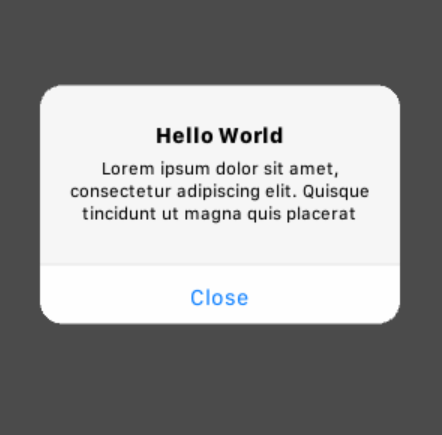 Hello World
Lorem ipsum dolor sit amet,
consectetur adipiscing elit. Quisque
tincidunt ut magna quis placerat
Close